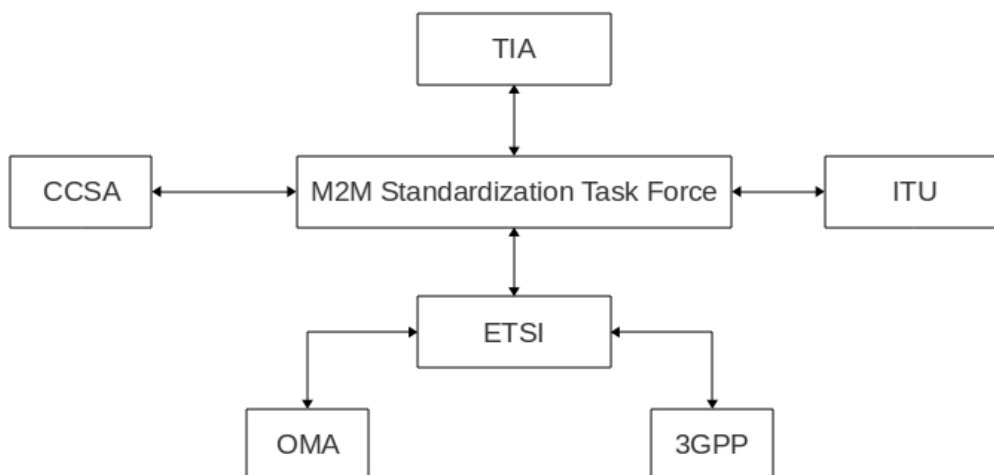 TIA
CCSA
M2M Standardization Task Force
ITU
ETSI
OMA
3GPP